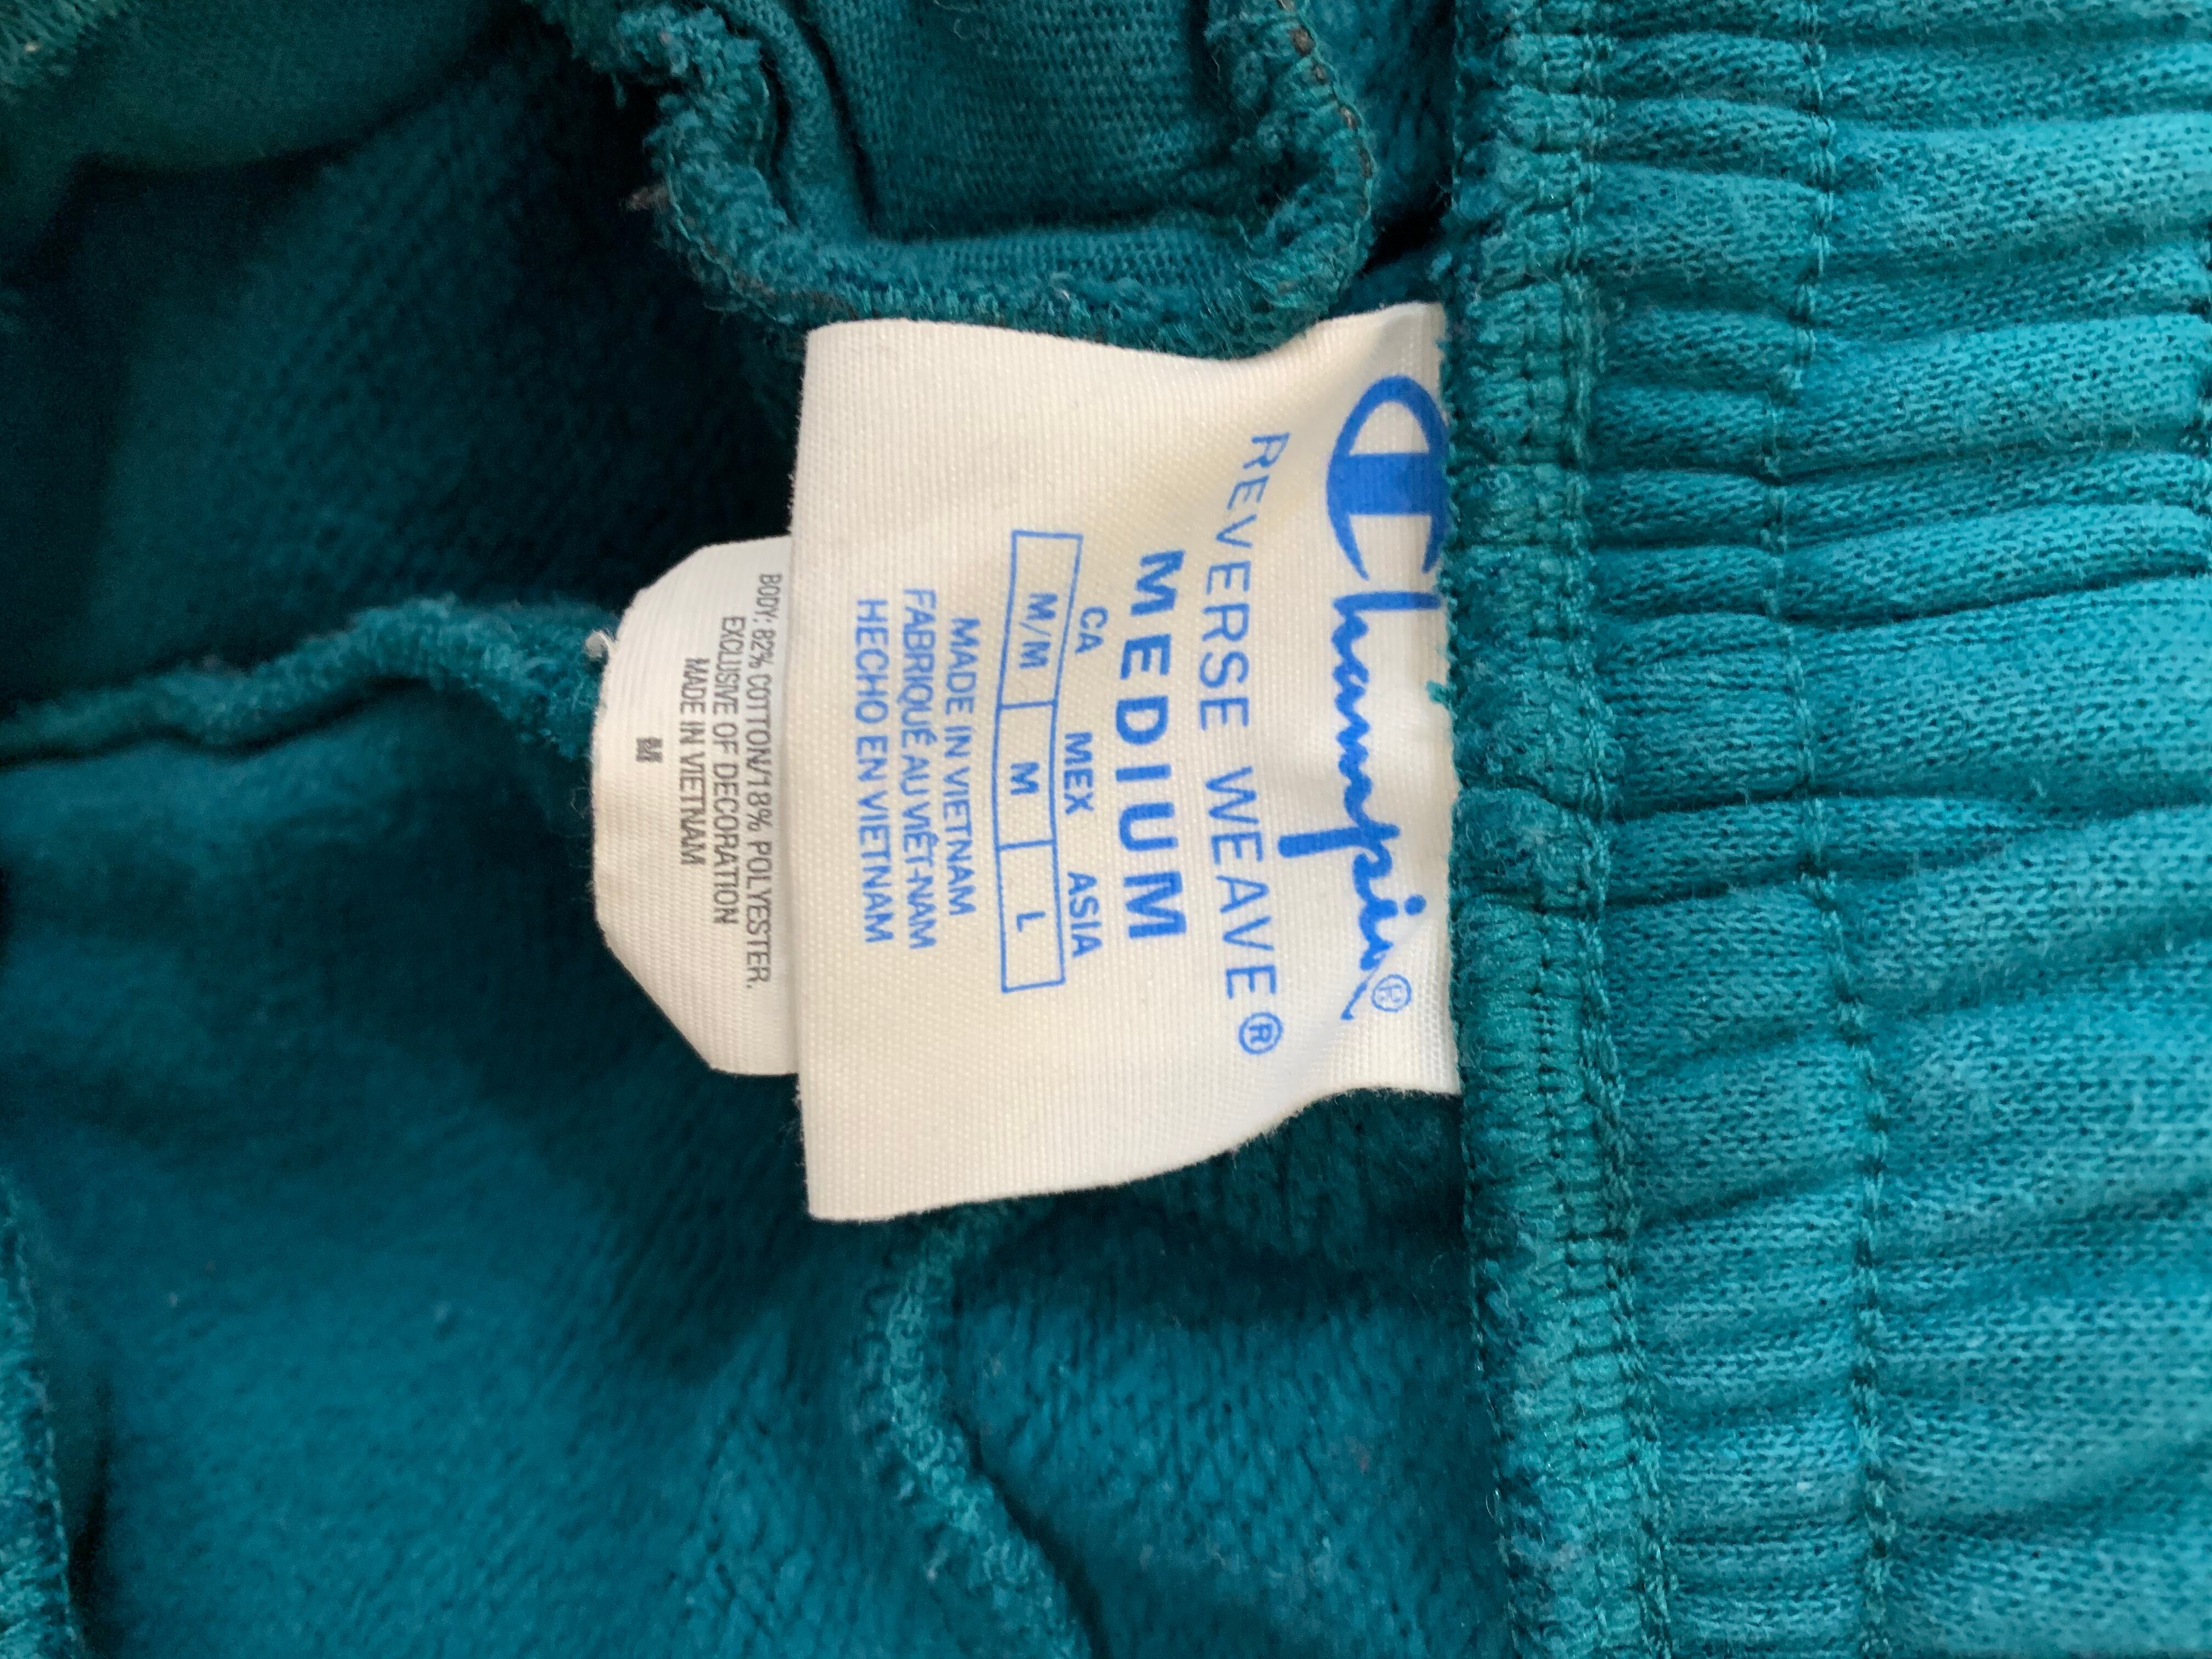 Champion®
REVERSE WEAVE®
MEDIUM
CA MEX ASIA
M/M M L
MADE IN VIETNAM
FABRIQUÉ AU VIÊT-NAM
HECHO EN VIETNAM
BODY: 82% COTTON/18% POLYESTER.
EXCLUSIVE OF DECORATION
MADE IN VIETNAM
M